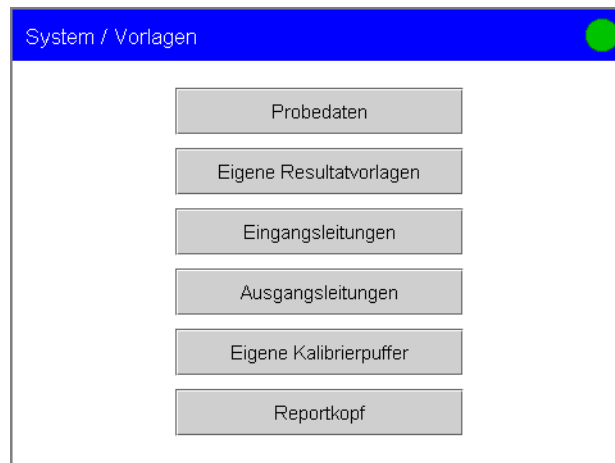 System / Vorlagen
Probedaten
Eigene Resultatvorlagen
Eingangsleitungen
Ausgangsleitungen
Eigene Kalibrierpuffer
Reportkopf